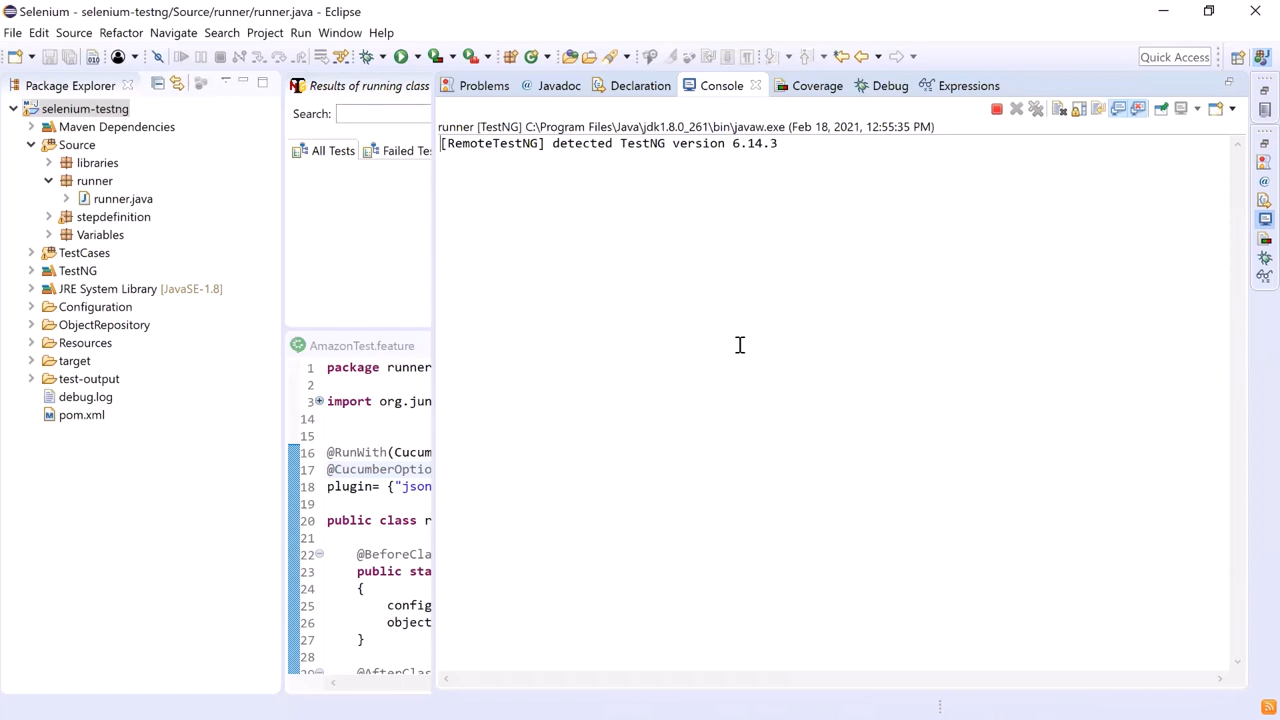 Selenium - selenium-testng/Source/runner/runner.java - Eclipse
File Edit Source Refactor Navigate Search Project Run Window Help
Quick Access
Package Explorer
selenium-testng
Maven Dependencies
Source
libraries
runner
runner.java
stepdefinition
Variables
TestCases
TestNG
JRE System Library [JavaSE-1.8]
Configuration
ObjectRepository
Resources
target
test-output
debug.log
pom.xml
Results of running class
Search:
All Tests Failed Tes
AmazonTest.feature
1 package runner
2
3 import org.jun
14
15
16 @RunWith(Cucum
17 @CucumberOptio
18 plugin= {"json
19
20 public class r
21
22 @BeforeCla
23 public sta
24 {
25 config
26 object
27 }
28
29 @AfterClas
Problems Javadoc Declaration Console Coverage Debug Expressions
runner [TestNG] C:\Program Files\Java\jdk1.8.0_261\bin\javaw.exe (Feb 18, 2021, 12:55:35 PM)
[RemoteTestNG] detected TestNG version 6.14.3